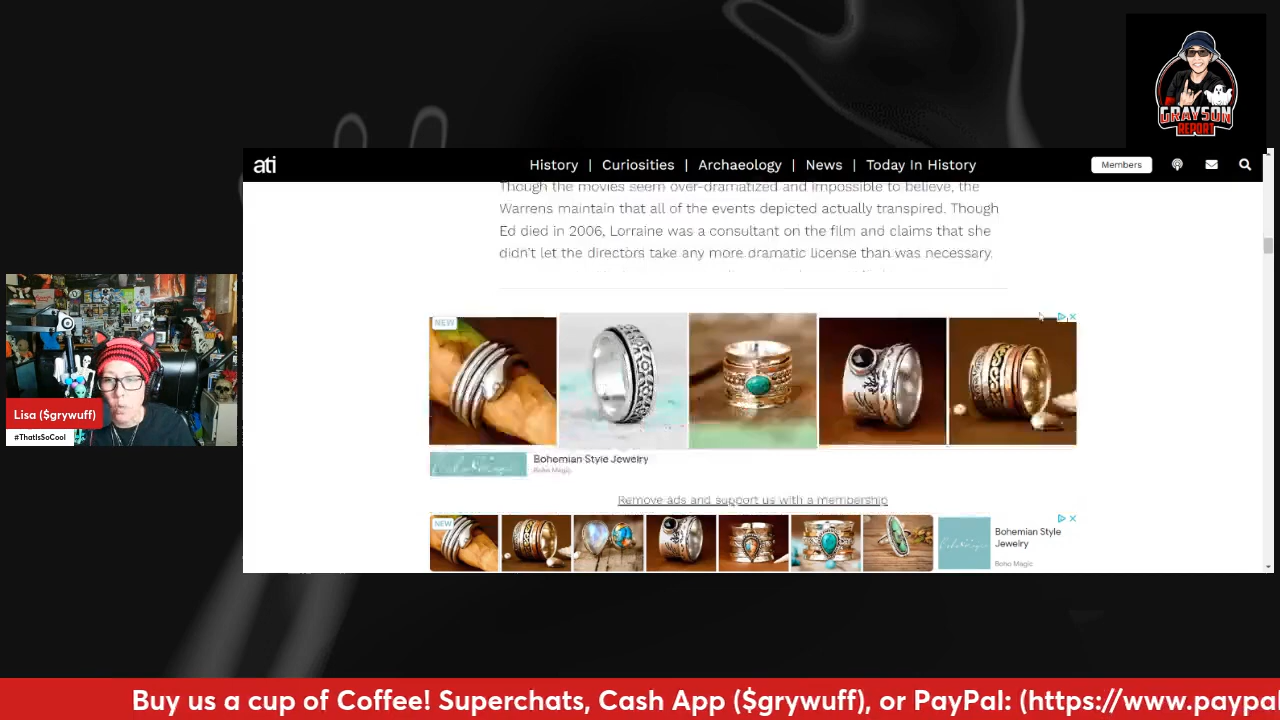 GRAYSON
REPORT
ati
History | Curiosities | Archaeology | News | Today In History
Members
Though the movies seem over-dramatized and impossible to believe, the
Warrens maintain that all of the events depicted actually transpired. Though
Ed died in 2006, Lorraine was a consultant on the film and claims that she
didn't let the directors take any more dramatic license than was necessary.
NEW
Bohemian Style Jewelry
Boho Magic
Remove ads and support us with a membership
NEW
Bohemian Style
Jewelry
Boho Magic
Lisa ($grywuff)
#ThatIsSoCool
Buy us a cup of Coffee! Superchats, Cash App ($grywuff), or PayPal: (https://www.paypal